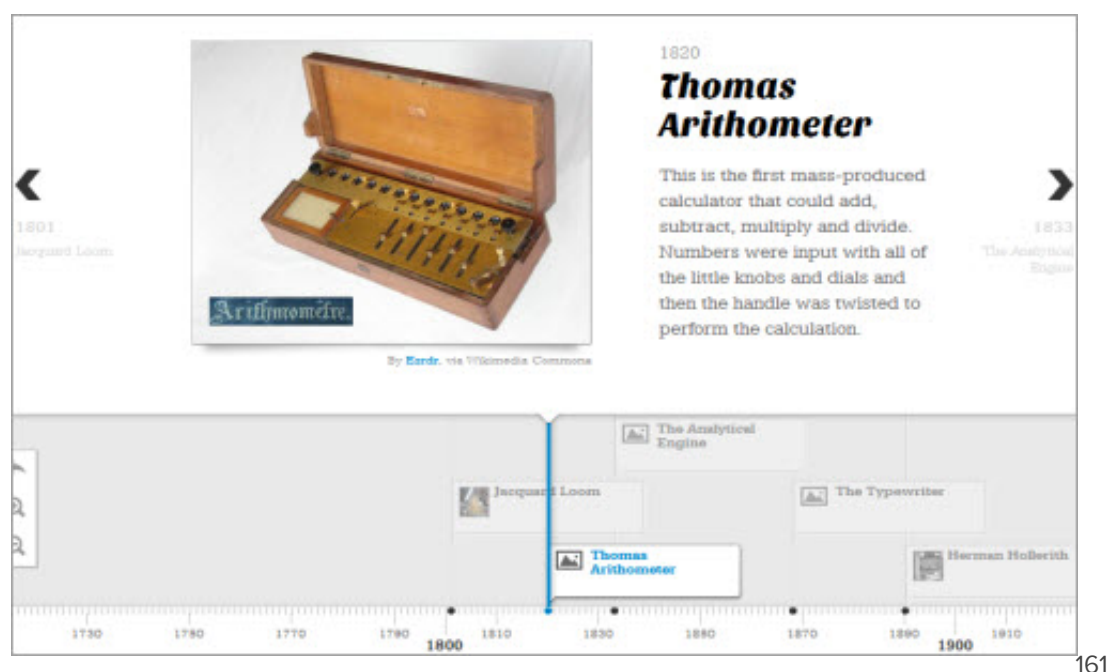 1820
Thomas
Arithometer
This is the first mass-produced
calculator that could add,
subtract, multiply and divide.
Numbers were input with all of
the little knobs and dials and
then the handle was twisted to
perform the calculation.
1801
Jacquard Loom
1833
The Analytical
Engine
Arithmomètre.
By Ezrdr. via Wikimedia Commons
The Analytical
Engine
Jacquard Loom
The Typewriter
Thomas
Arithometer
Herman Hollerith
1730 1750 1770 1790 1800 1810 1830 1850 1870 1890 1900 1910
161